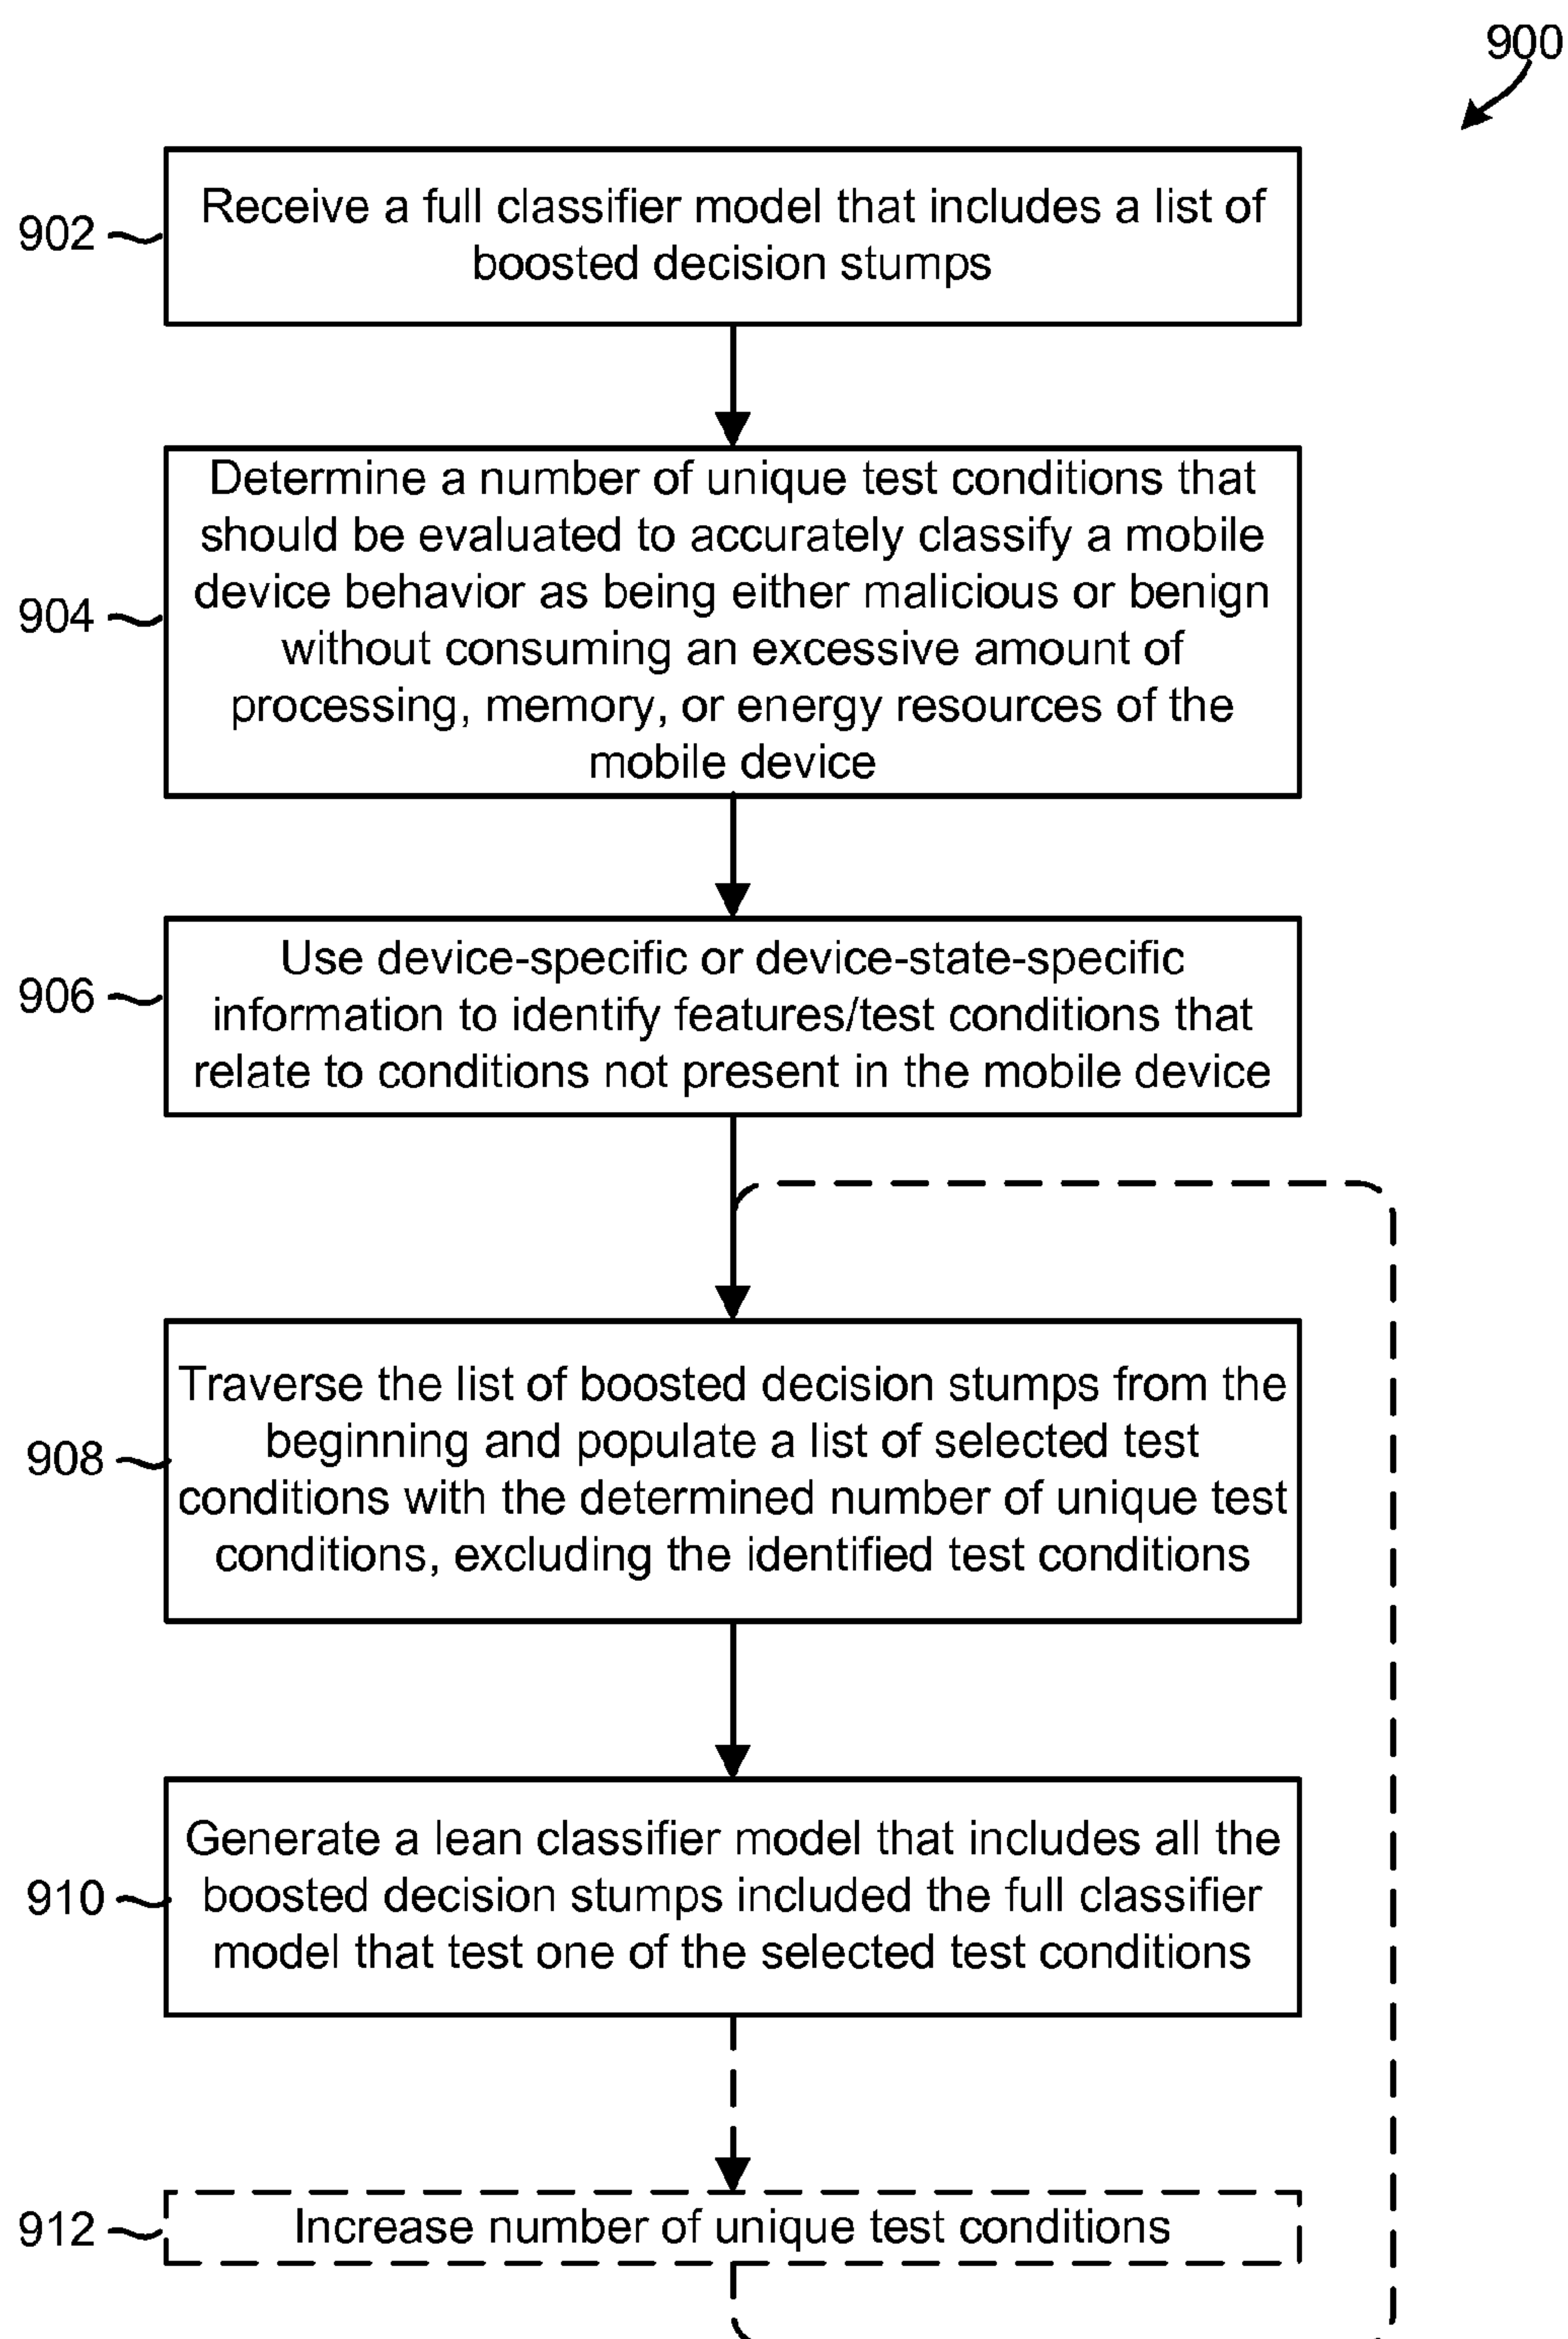 900
902
Receive a full classifier model that includes a list of
boosted decision stumps
904
Determine a number of unique test conditions that
should be evaluated to accurately classify a mobile
device behavior as being either malicious or benign
without consuming an excessive amount of
processing, memory, or energy resources of the
mobile device
906
Use device-specific or device-state-specific
information to identify features/test conditions that
relate to conditions not present in the mobile device
908
Traverse the list of boosted decision stumps from the
beginning and populate a list of selected test
conditions with the determined number of unique test
conditions, excluding the identified test conditions
910
Generate a lean classifier model that includes all the
boosted decision stumps included the full classifier
model that test one of the selected test conditions
912
Increase number of unique test conditions